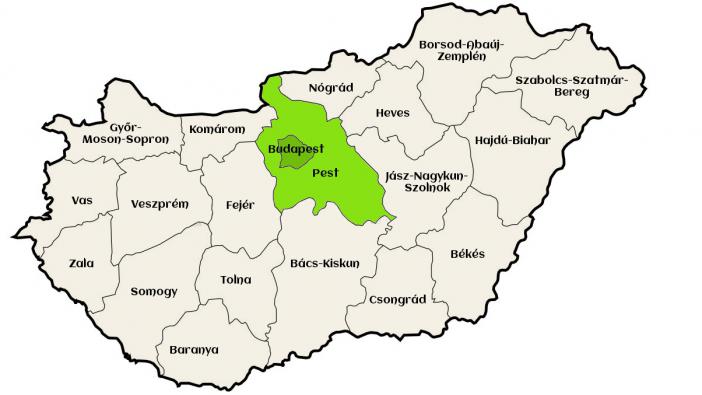 Borsod-Abaúj-
Zemplén
Szabolcs-Szatmár-
Bereg
Nógrád
Heves
Győr-
Moson-Sopron
Komárom
Hajdú-Biahar
Budapest
Pest
Jász-Nagykun-
Szolnok
Vas
Veszprém
Fejér
Békés
Zala
Somogy
Tolna
Bács-Kiskun
Csongrád
Baranya